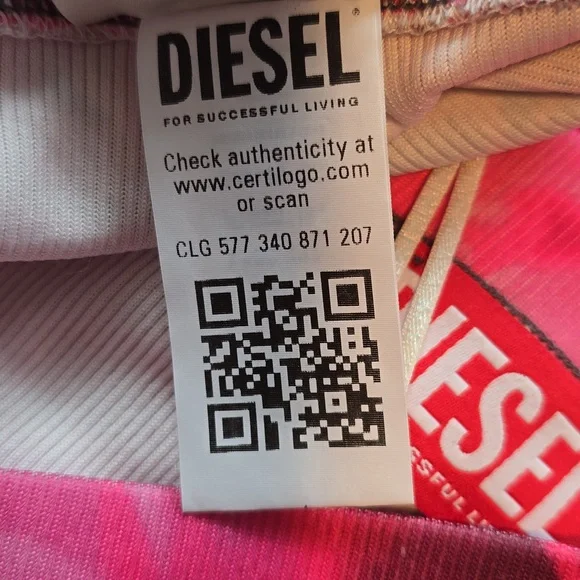 DIESEL®
FOR SUCCESSFUL LIVING
Check authenticity at
www.certilogo.com
or scan
CLG 577 340 871 207
DIESEL